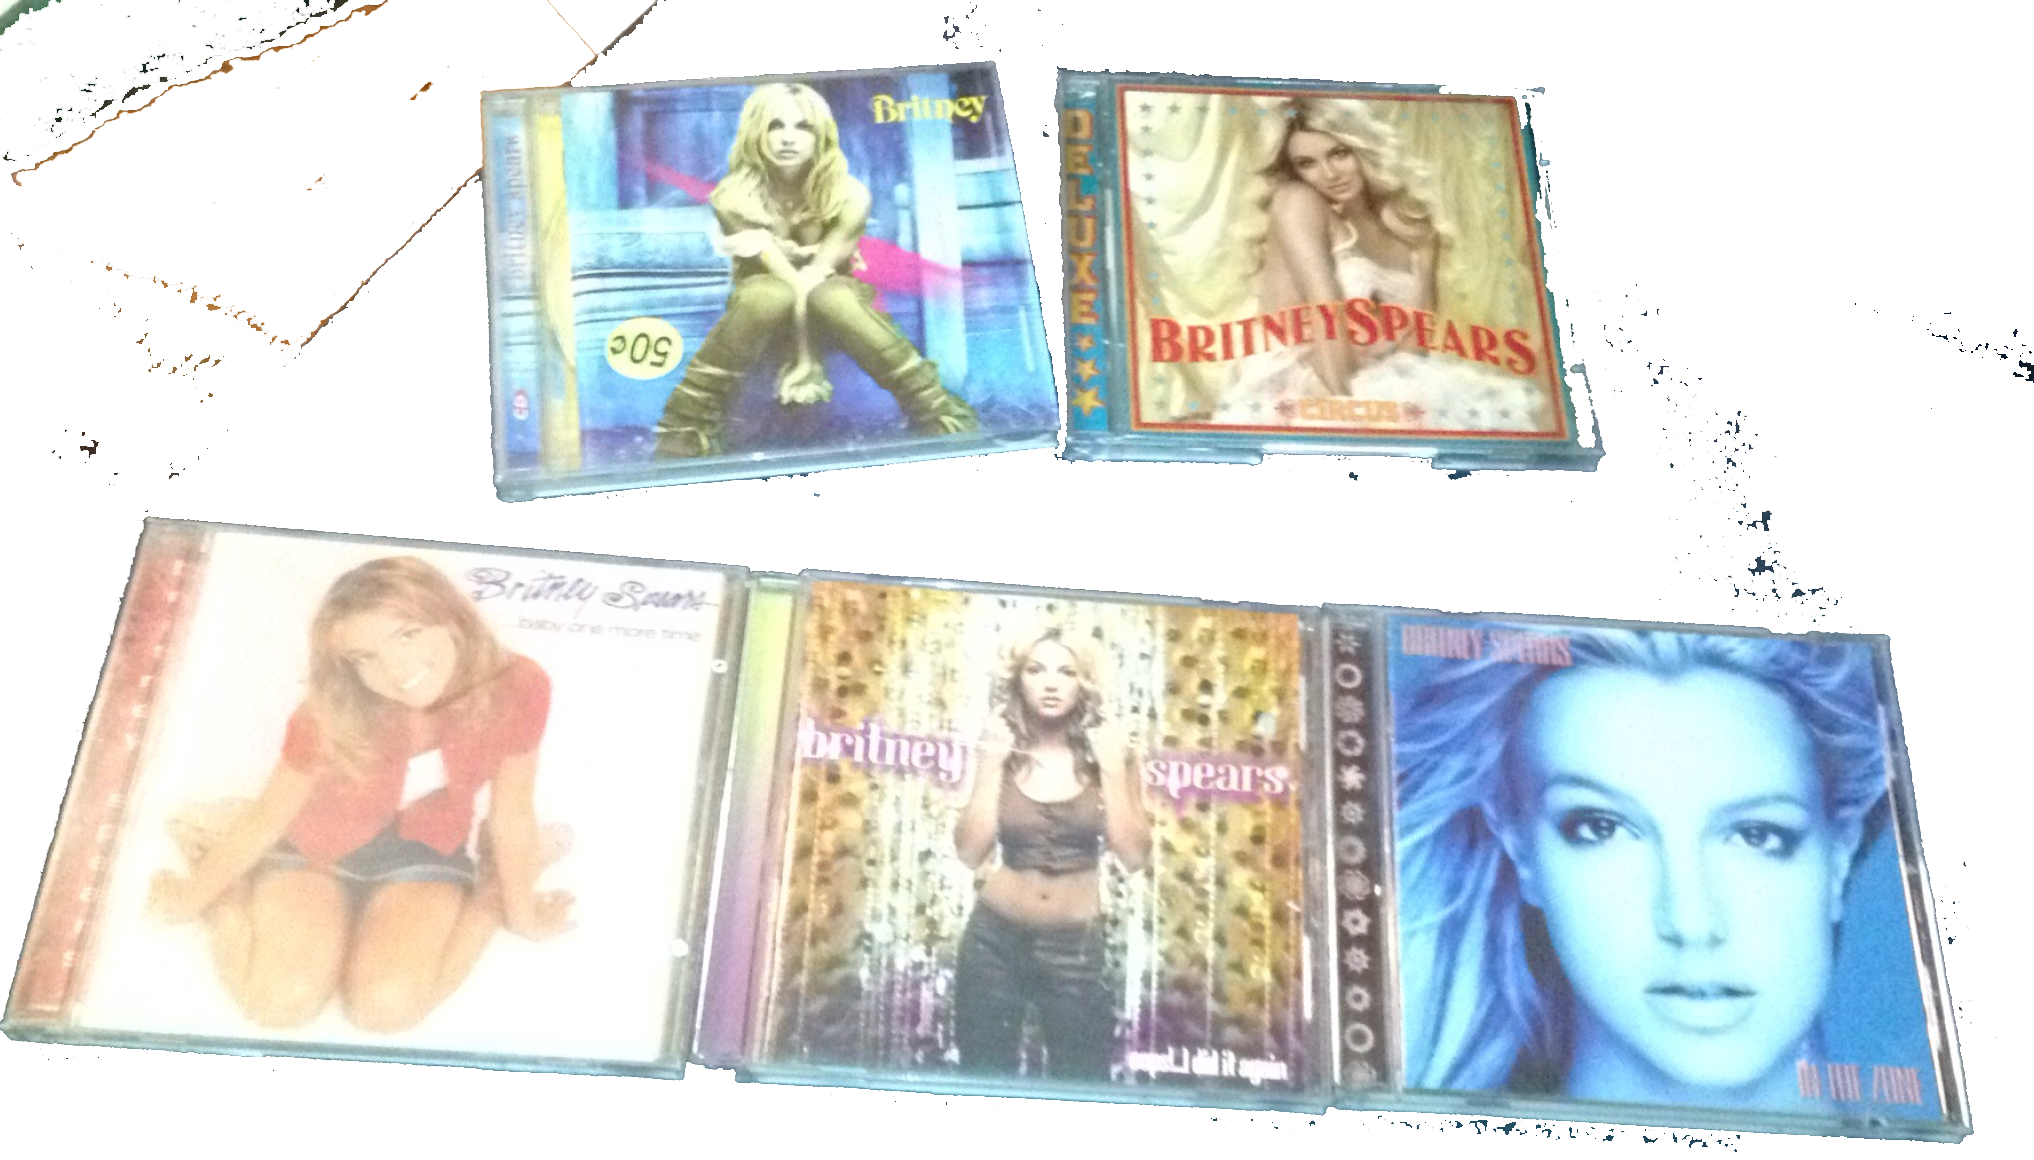 Britney
britney spears
50¢
DELUXE
BRITNEY SPEARS
CIRCUS
Britney Spears
...baby one more time
britney spears
oops!...i did it again
BRITNEY SPEARS
IN THE ZONE